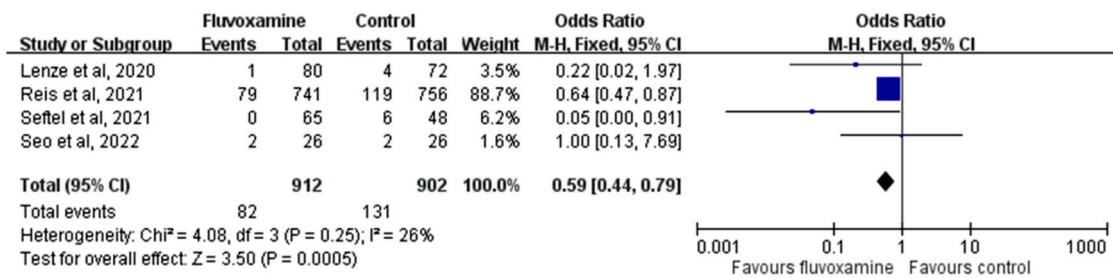 Fluvoxamine Control Odds Ratio Odds Ratio
Study or Subgroup Events Total Events Total Weight M-H, Fixed, 95% CI M-H, Fixed, 95% CI
Lenze et al, 2020 1 80 4 72 3.5% 0.22 [0.02, 1.97]
Reis et al, 2021 79 741 119 756 88.7% 0.64 [0.47, 0.87]
Seftel et al, 2021 0 65 6 48 6.2% 0.05 [0.00, 0.91]
Seo et al, 2022 2 26 2 26 1.6% 1.00 [0.13, 7.69]
Total (95% CI) 912 902 100.0% 0.59 [0.44, 0.79]
Total events 82 131
Heterogeneity: Chi² = 4.08, df = 3 (P = 0.25); I² = 26%
Test for overall effect: Z = 3.50 (P = 0.0005)
0.001 0.1 1 10 1000
Favours fluvoxamine Favours control